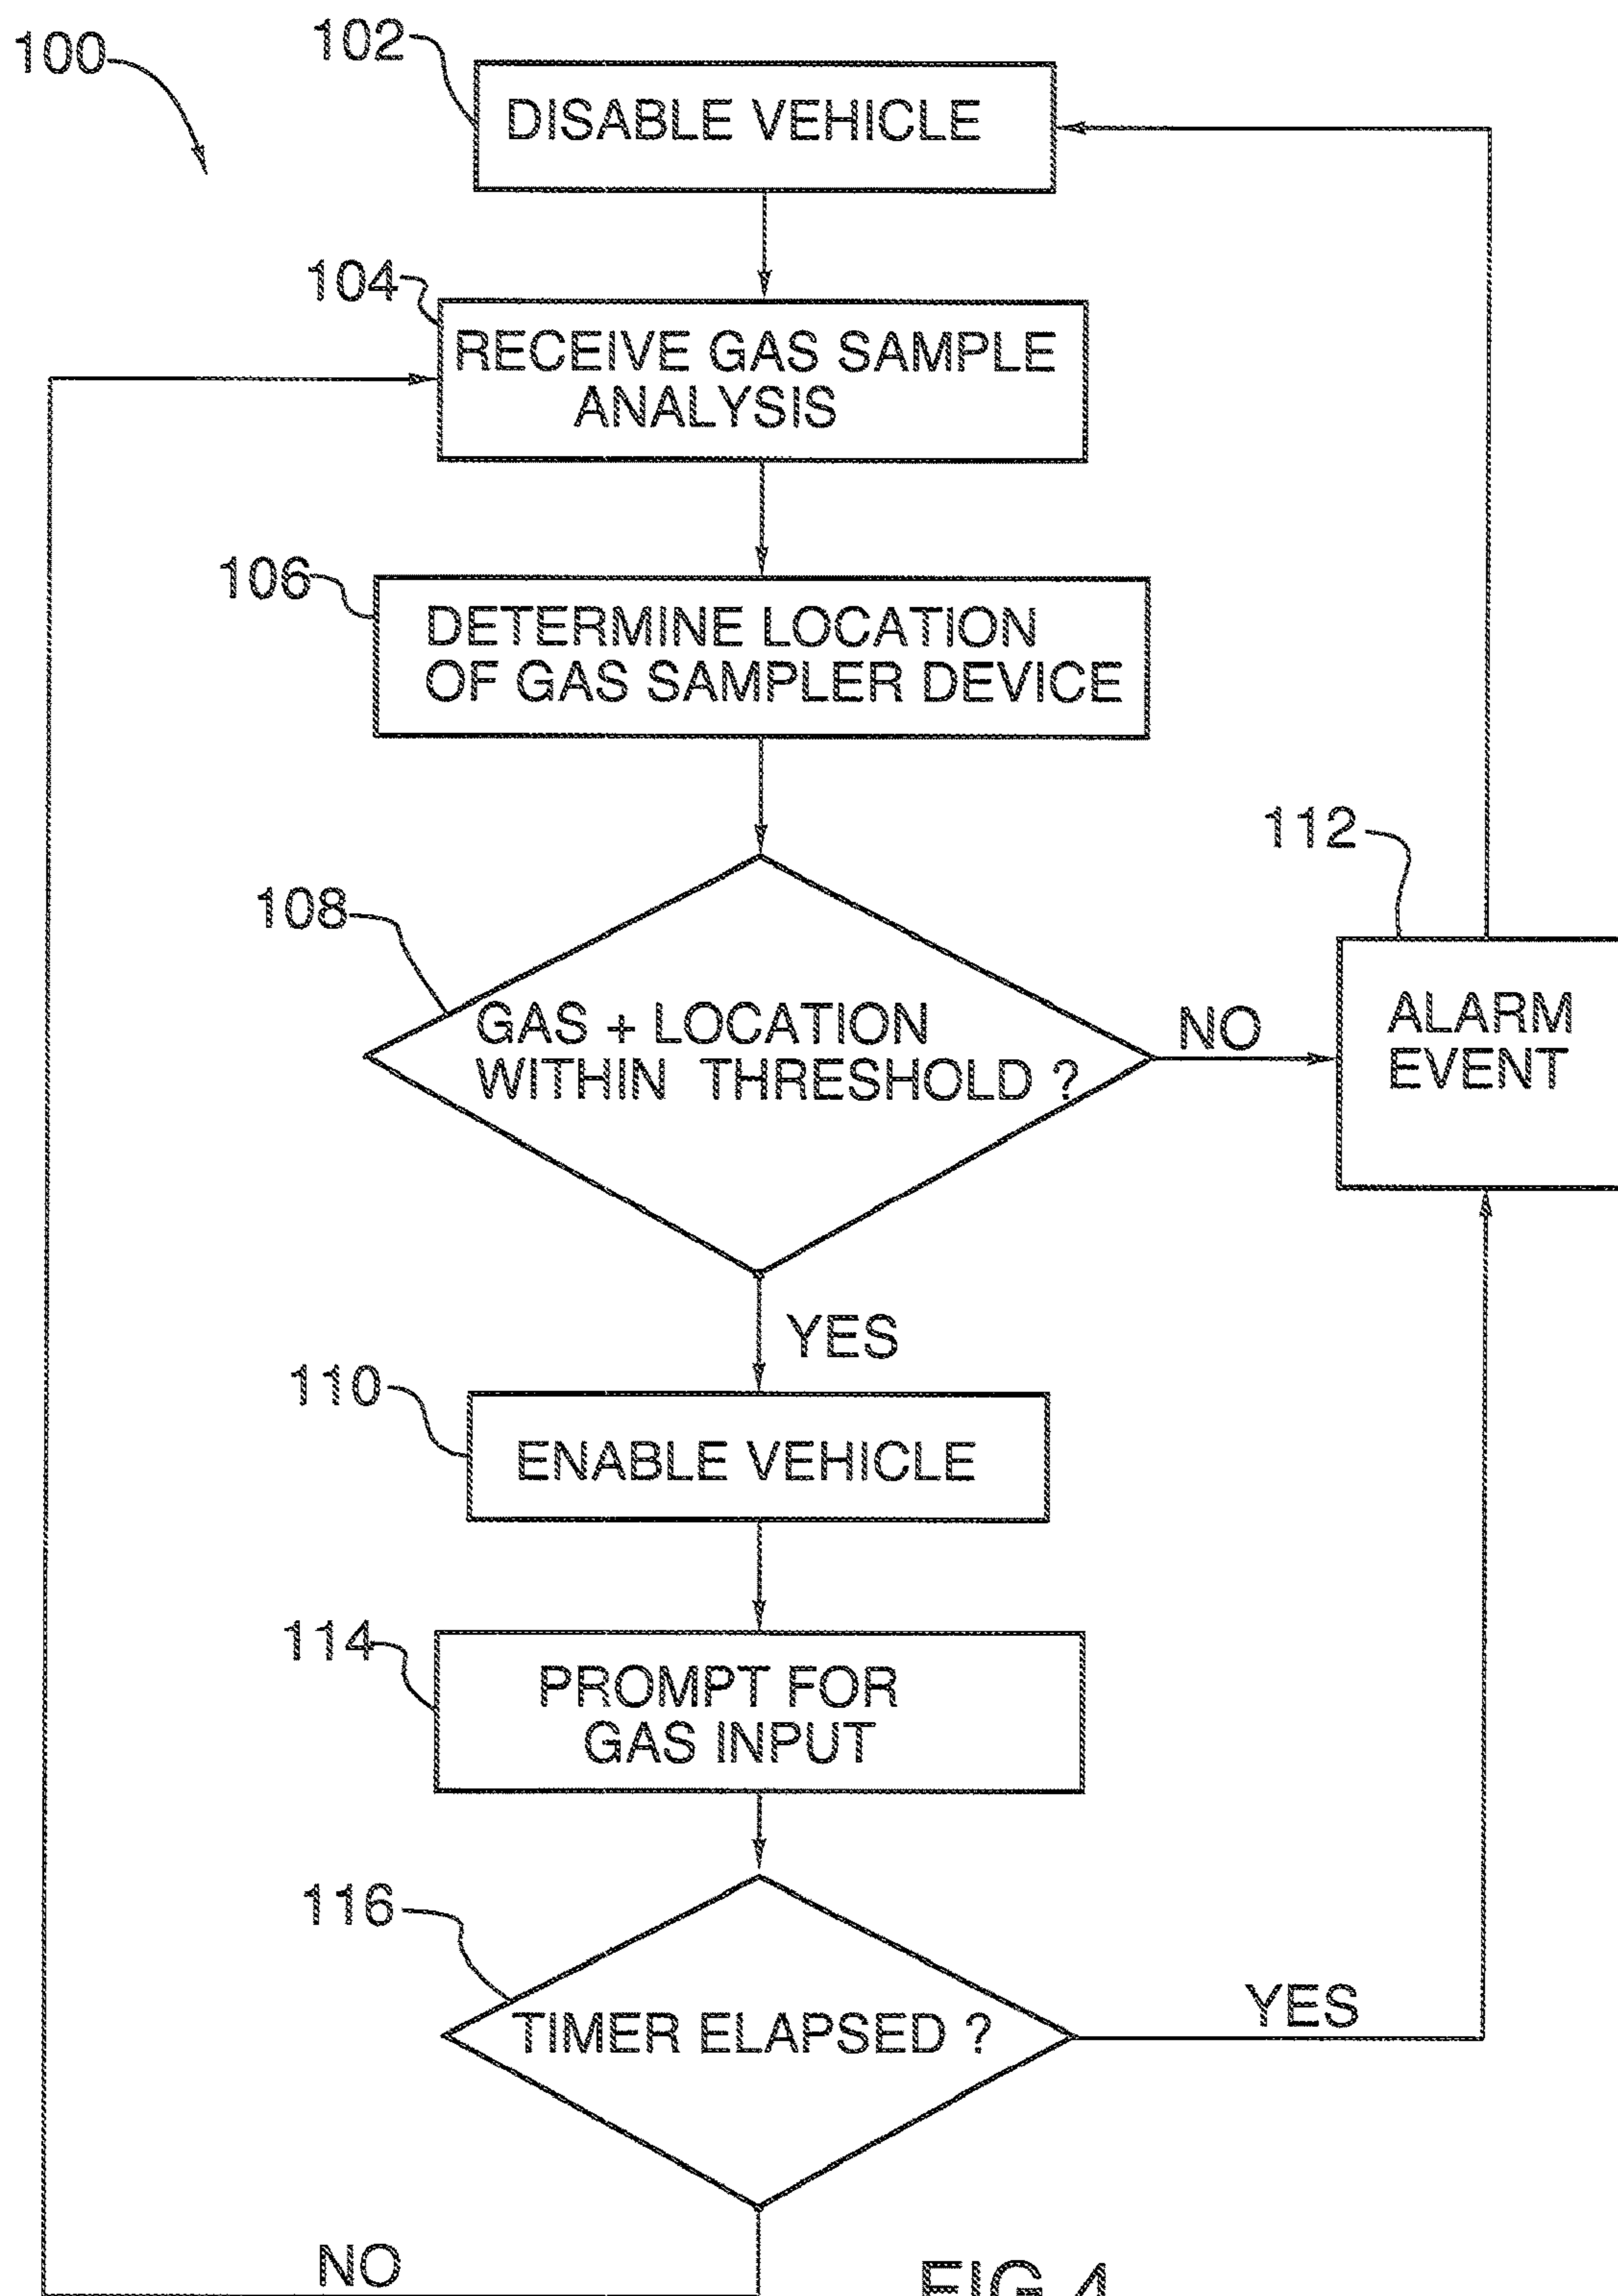 100
102
DISABLE VEHICLE
104
RECEIVE GAS SAMPLE
ANALYSIS
106
DETERMINE LOCATION
OF GAS SAMPLER DEVICE
112
108
GAS + LOCATION
WITHIN THRESHOLD ?
NO
ALARM
EVENT
YES
110
ENABLE VEHICLE
114
PROMPT FOR
GAS INPUT
116
TIMER ELAPSED ?
YES
NO
FIG.4